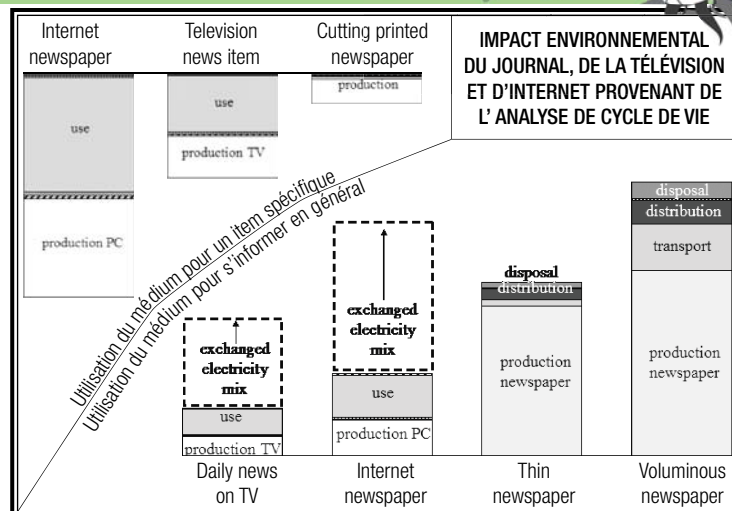 Internet
newspaper
Television
news item
Cutting printed
newspaper
IMPACT ENVIRONNEMENTAL
DU JOURNAL, DE LA TÉLÉVISION
ET D'INTERNET PROVENANT DE
L' ANALYSE DE CYCLE DE VIE
use
production PC
use
production TV
production
Utilisation du médium pour un item spécifique
Utilisation du médium pour s'informer en général
exchanged
electricity
mix
use
production TV
Daily news
on TV
exchanged
electricity
mix
use
production PC
Internet
newspaper
disposal
distribution
production
newspaper
Thin
newspaper
disposal
distribution
transport
production
newspaper
Voluminous
newspaper